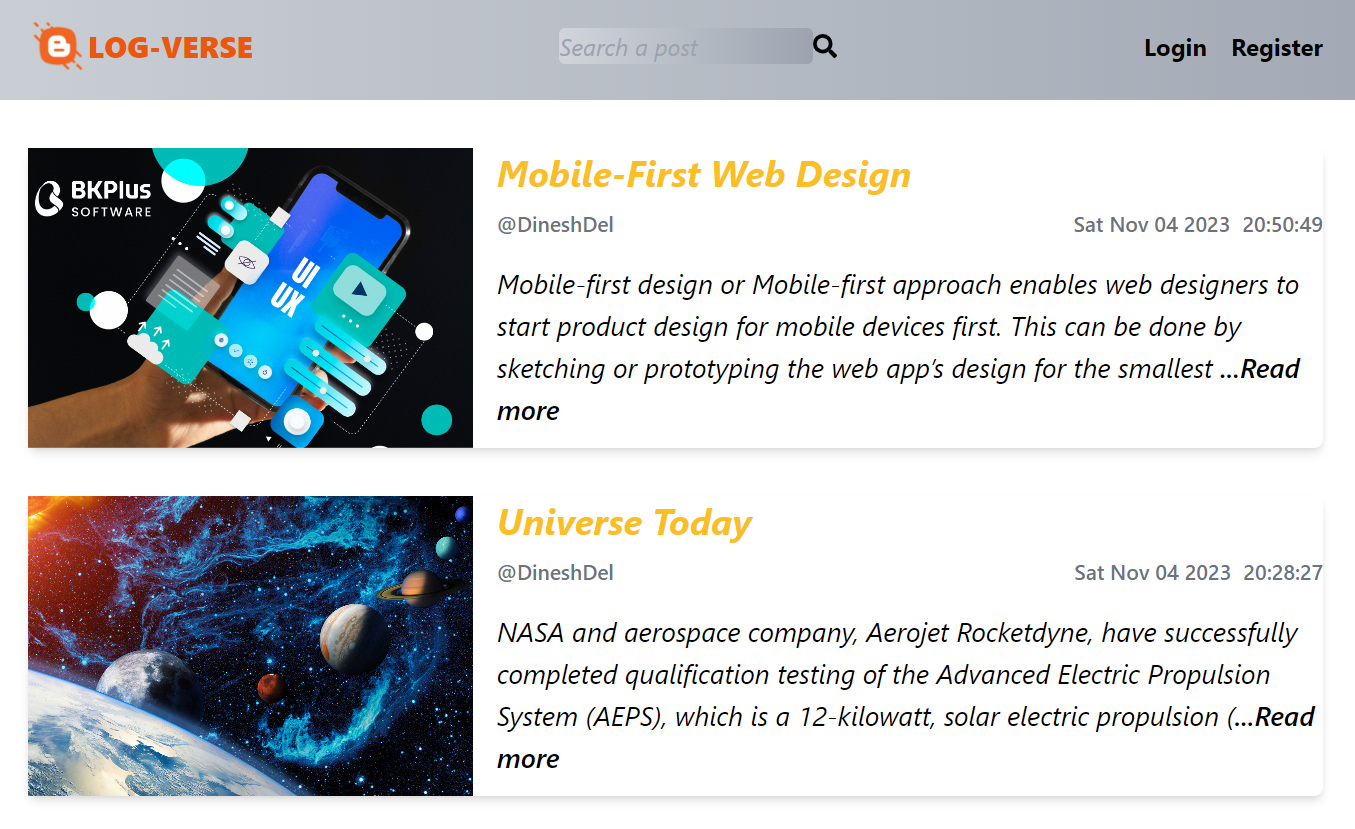 LOG-VERSE
Search a post
Login Register
BKPlus
SOFTWARE
UI
UX
Mobile-First Web Design
@DineshDel Sat Nov 04 2023 20:50:49
Mobile-first design or Mobile-first approach enables web designers to
start product design for mobile devices first. This can be done by
sketching or prototyping the web app’s design for the smallest ...Read
more
Universe Today
@DineshDel Sat Nov 04 2023 20:28:27
NASA and aerospace company, Aerojet Rocketdyne, have successfully
completed qualification testing of the Advanced Electric Propulsion
System (AEPS), which is a 12-kilowatt, solar electric propulsion (...Read
more